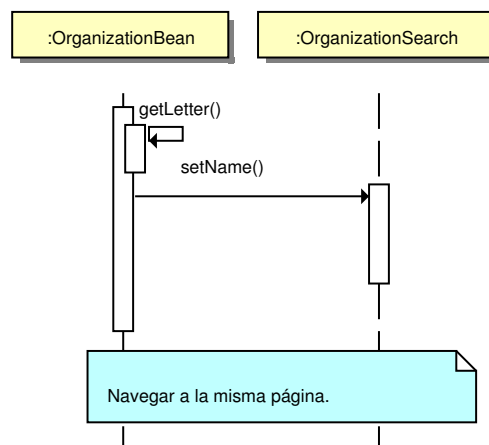 :OrganizationBean
:OrganizationSearch
getLetter()
setName()
Navegar a la misma página.